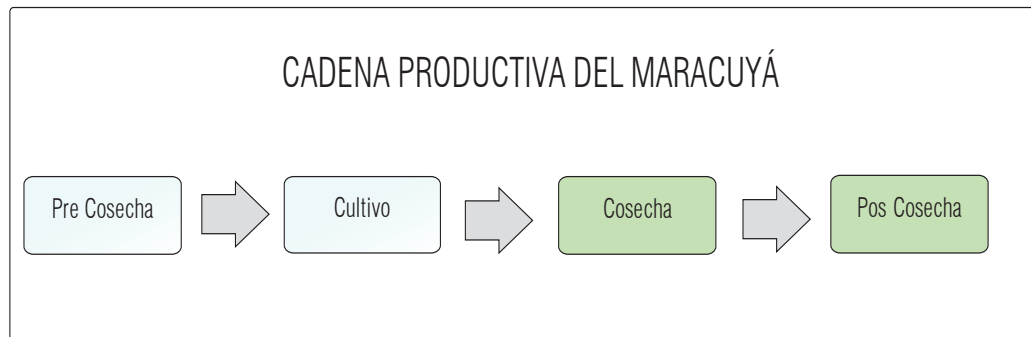 CADENA PRODUCTIVA DEL MARACUYÁ
Pre Cosecha
Cultivo
Cosecha
Pos Cosecha